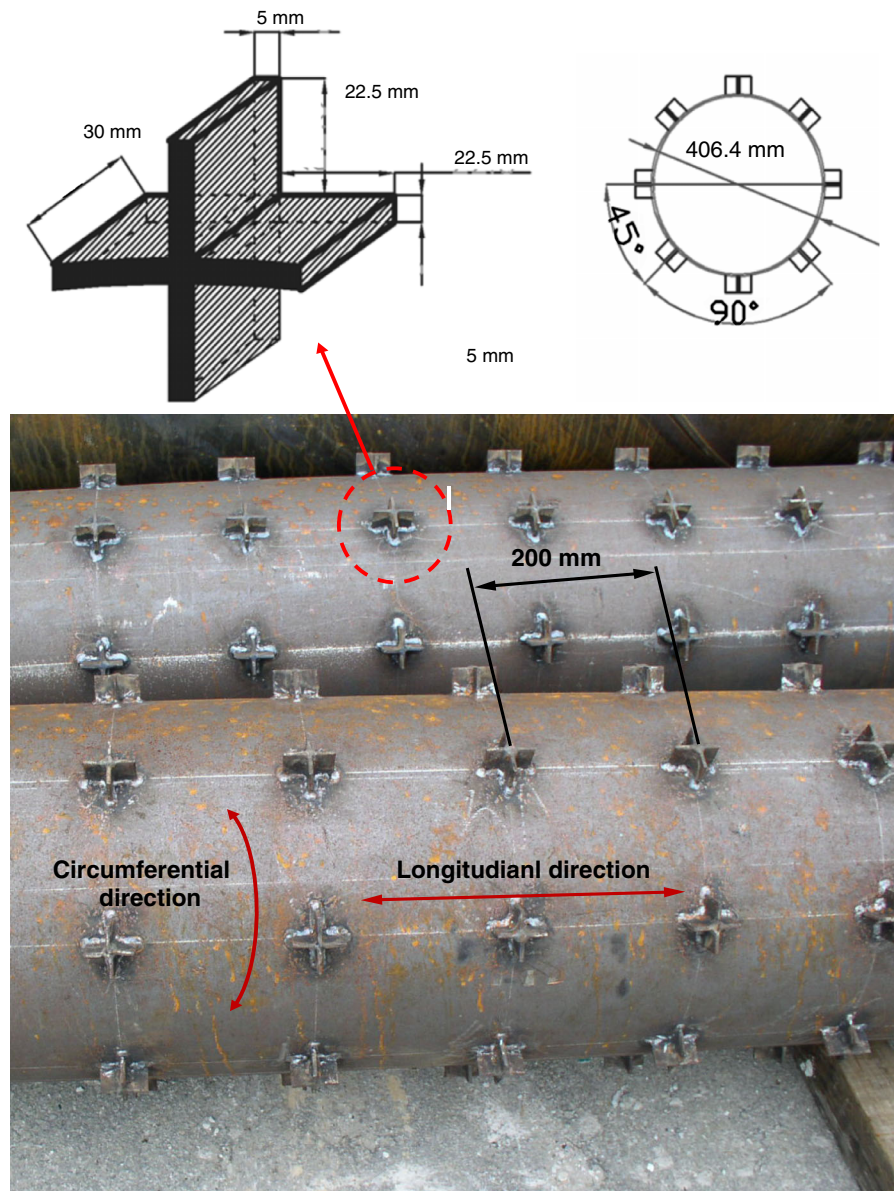 5 mm
22.5 mm
30 mm
22.5 mm
406.4 mm
45°
90°
5 mm
200 mm
Circumferential
direction
Longitudianl direction